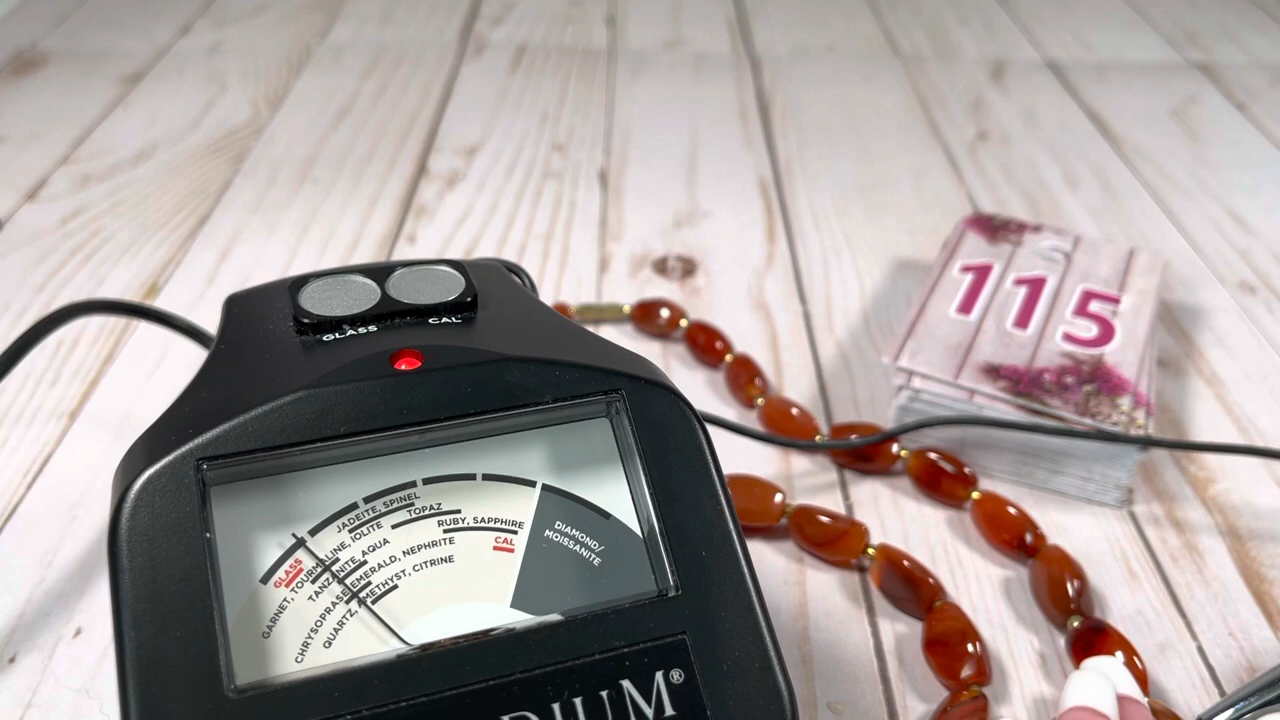 115
GLASS CAL
JADEITE, SPINEL
TOPAZ
RUBY, SAPPHIRE
CAL
DIAMOND/
MOISSANITE
GLASS
GARNET, TOURMALINE, IOLITE
TANZANITE, AQUA
CHRYSOPRASE, EMERALD, NEPHRITE
QUARTZ, AMETHYST, CITRINE
DIUM®